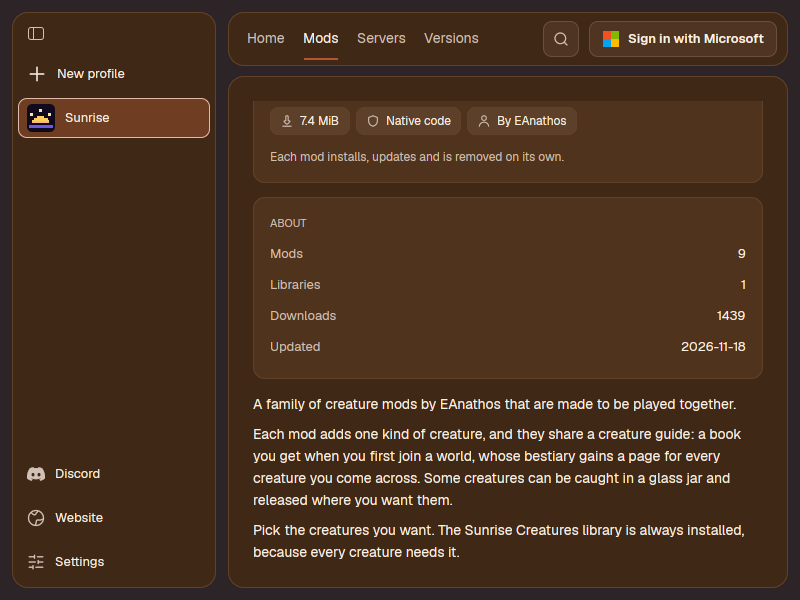 New profile
Sunrise
Discord
Website
Settings
Home
Mods
Servers
Versions
Sign in with Microsoft
7.4 MiB
Native code
By EAnathos
Each mod installs, updates and is removed on its own.
ABOUT
Mods 9
Libraries 1
Downloads 1439
Updated 2026-11-18
A family of creature mods by EAnathos that are made to be played together.
Each mod adds one kind of creature, and they share a creature guide: a book
you get when you first join a world, whose bestiary gains a page for every
creature you come across. Some creatures can be caught in a glass jar and
released where you want them.
Pick the creatures you want. The Sunrise Creatures library is always installed,
because every creature needs it.